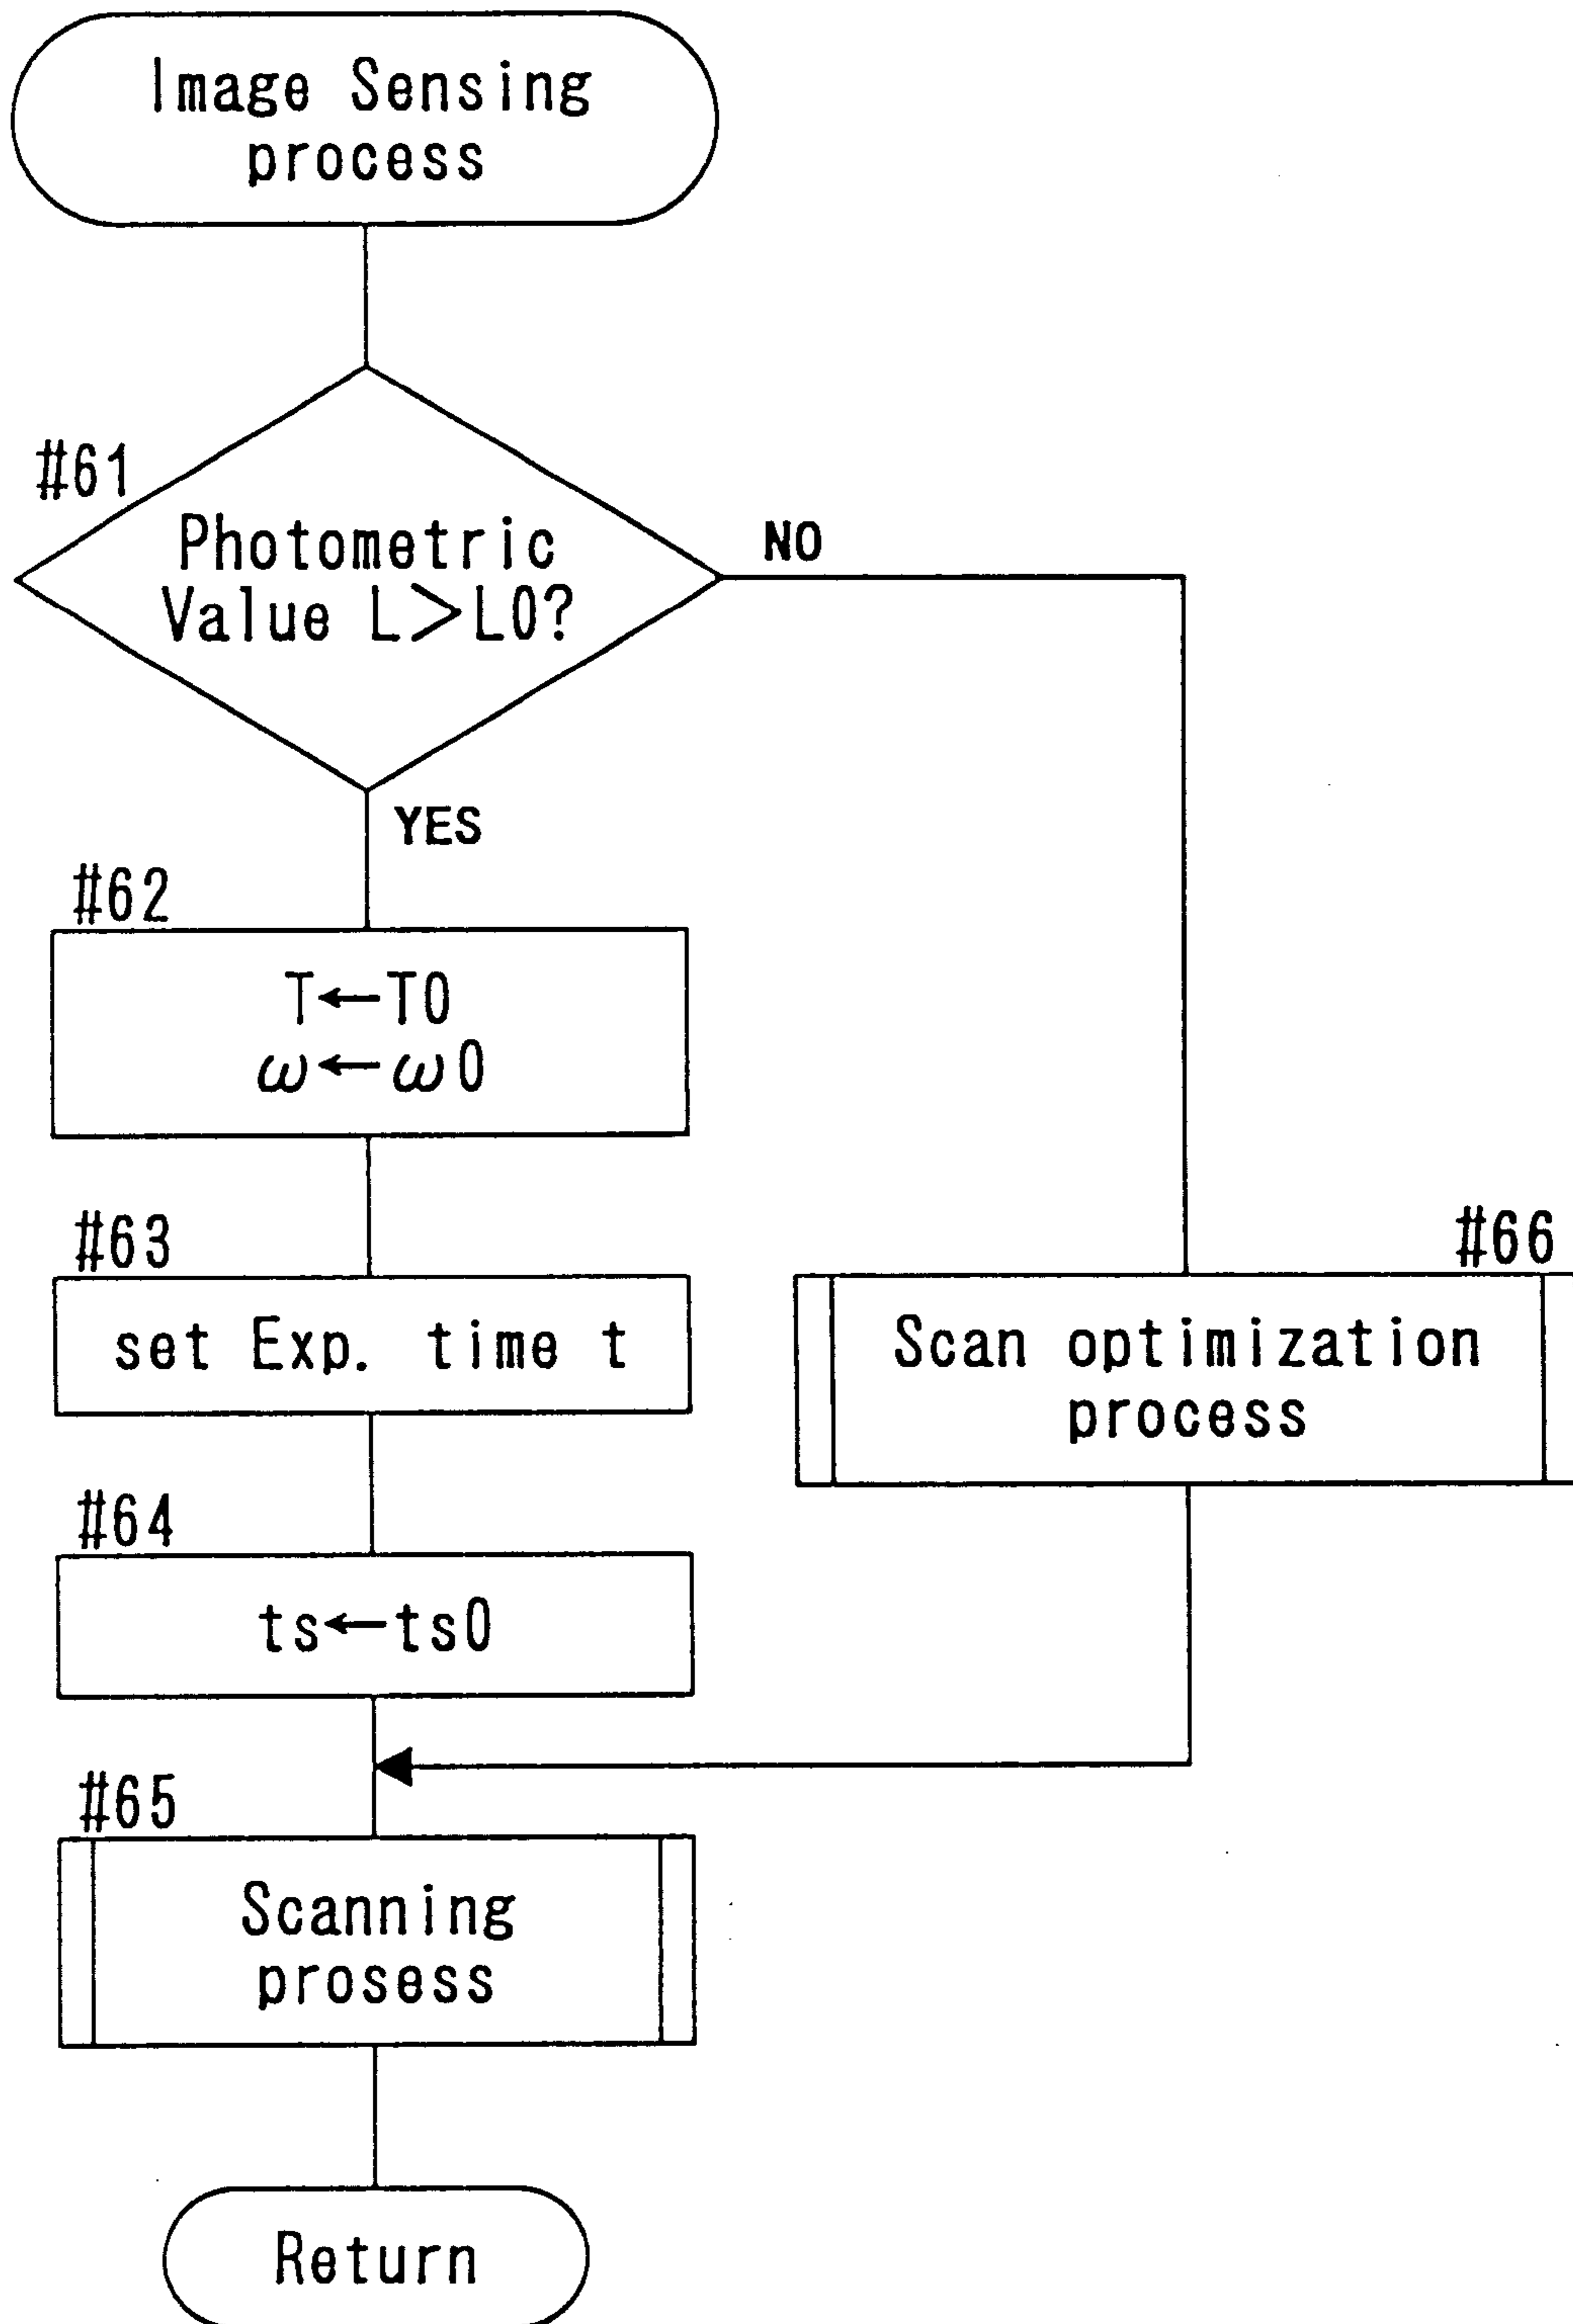 Image Sensing
process
#61
Photometric
Value L>L0?
NO
YES
#62
T←T0
ω←ω0
#63
set Exp. time t
#66
Scan optimization
process
#64
ts←ts0
#65
Scanning
prosess
Return